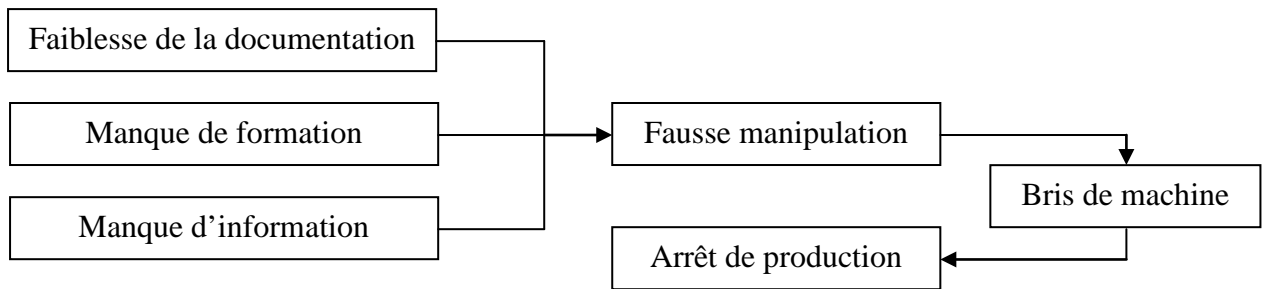 Faiblesse de la documentation
Manque de formation
Manque d’information
Fausse manipulation
Bris de machine
Arrêt de production